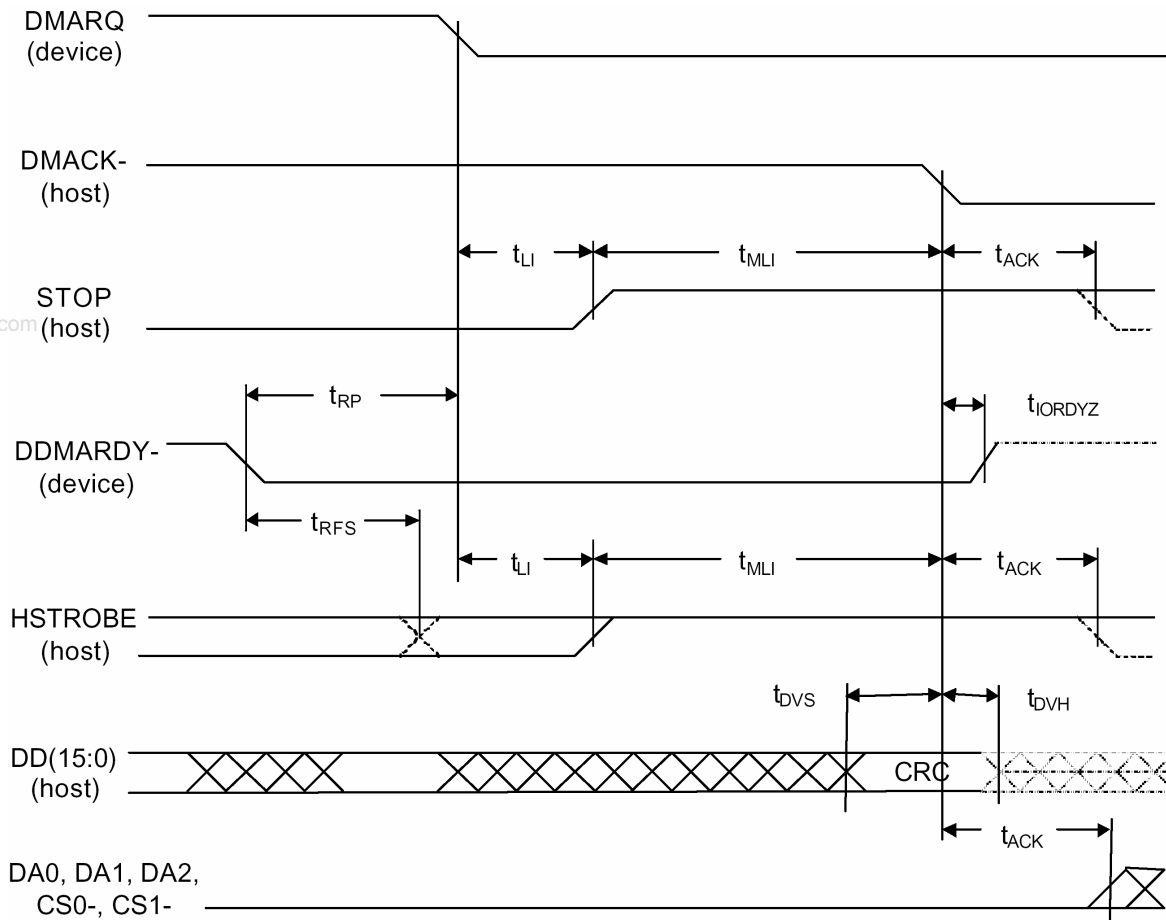 DMARQ
(device)
DMACK-
(host)
tLI
tMLI
tACK
STOP
(host)
com
tRP
tIORDYZ
DDMARDY-
(device)
tRFS
tLI
tMLI
tACK
HSTROBE
(host)
tDVS
tDVH
DD(15:0)
(host)
CRC
tACK
DA0, DA1, DA2,
CS0-, CS1-